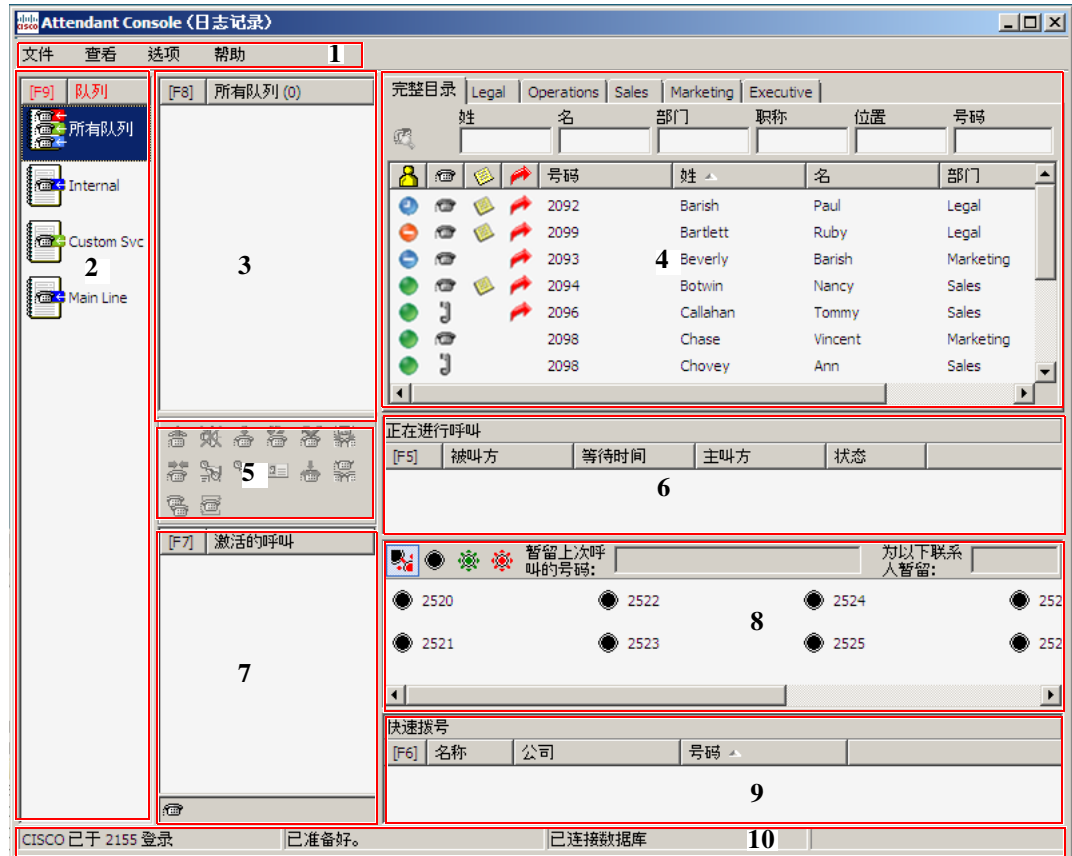 CISCO Attendant Console (日志记录)
文件 查看 选项 帮助 1
[F9] 队列
所有队列
Internal
Custom Svc
2
Main Line
[F8] 所有队列 (0)
3
完整目录 Legal Operations Sales Marketing Executive
姓 名 部门 职称 位置 号码
号码 姓 名 部门
2092 Barish Paul Legal
2099 Bartlett Ruby Legal
2093 Beverly Barish Marketing
4
2094 Botwin Nancy Sales
2096 Callahan Tommy Sales
2098 Chase Vincent Marketing
2098 Chovey Ann Sales
5
正在进行呼叫
[F5] 被叫方 等待时间 主叫方 状态
6
[F7] 激活的呼叫
7
暂留上次呼
叫的号码:
为以下联系
人暂留:
2520 2522 2524 252
8
2521 2523 2525 252
快速拨号
[F6] 名称 公司 号码
9
CISCO 已于 2155 登录 已准备好。 已连接数据库 10